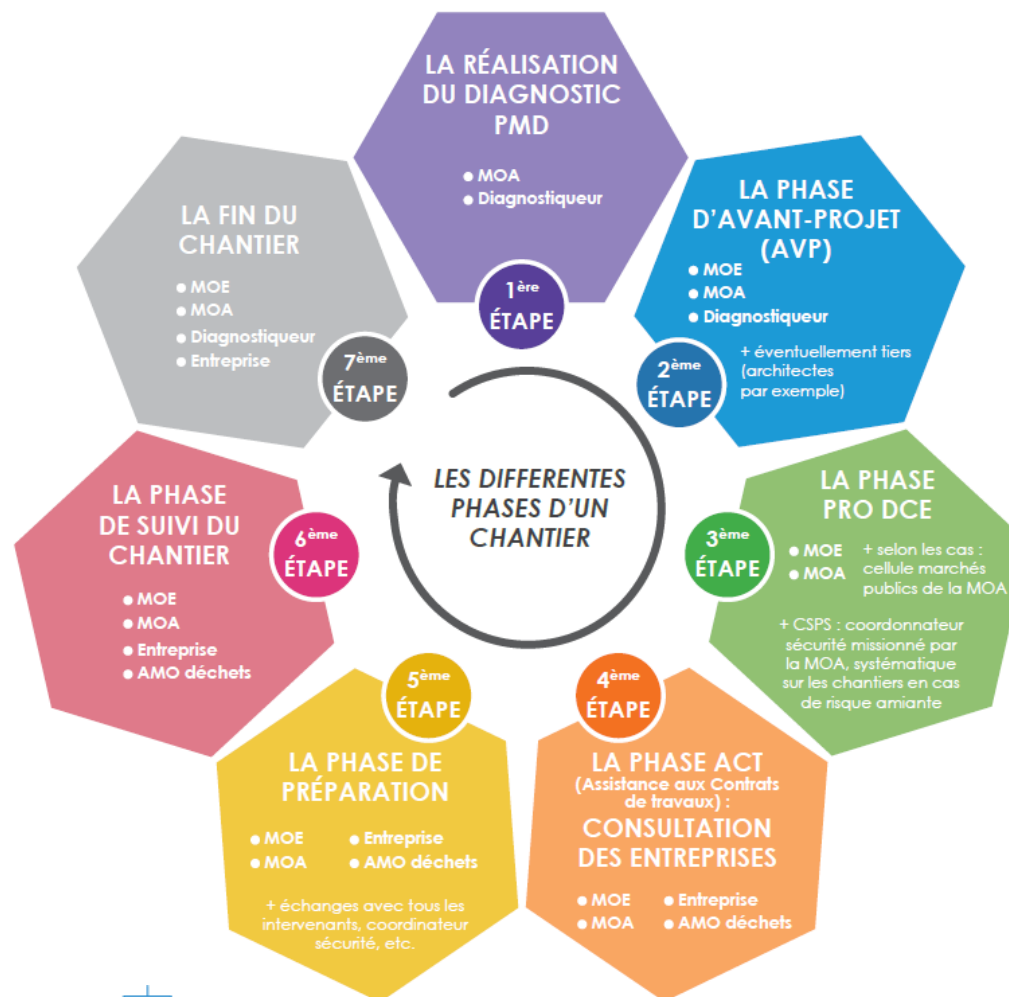 LA RÉALISATION
DU DIAGNOSTIC
PMD
● MOA
● Diagnostiqueur
1ère
ÉTAPE
LA PHASE
D'AVANT-PROJET
(AVP)
● MOE
● MOA
● Diagnostiqueur
+ éventuellement tiers
(architectes
par exemple)
2ème
ÉTAPE
LA PHASE
PRO DCE
● MOE
● MOA
+ selon les cas :
cellule marchés
publics de la MOA
+ CSPS : coordonnateur
sécurité missionné par
la MOA, systématique
sur les chantiers en cas
de risque amiante
3ème
ÉTAPE
4ème
ÉTAPE
LA PHASE ACT
(Assistance aux Contrats
de travaux) :
CONSULTATION
DES ENTREPRISES
● MOE
● MOA
● Entreprise
● AMO déchets
5ème
ÉTAPE
LA PHASE DE
PRÉPARATION
● MOE
● MOA
● Entreprise
● AMO déchets
+ échanges avec tous les
intervenants, coordinateur
sécurité, etc.
6ème
ÉTAPE
LA PHASE
DE SUIVI DU
CHANTIER
● MOE
● MOA
● Entreprise
● AMO déchets
7ème
ÉTAPE
LA FIN DU
CHANTIER
● MOE
● MOA
● Diagnostiqueur
● Entreprise
LES DIFFERENTES
PHASES D'UN
CHANTIER